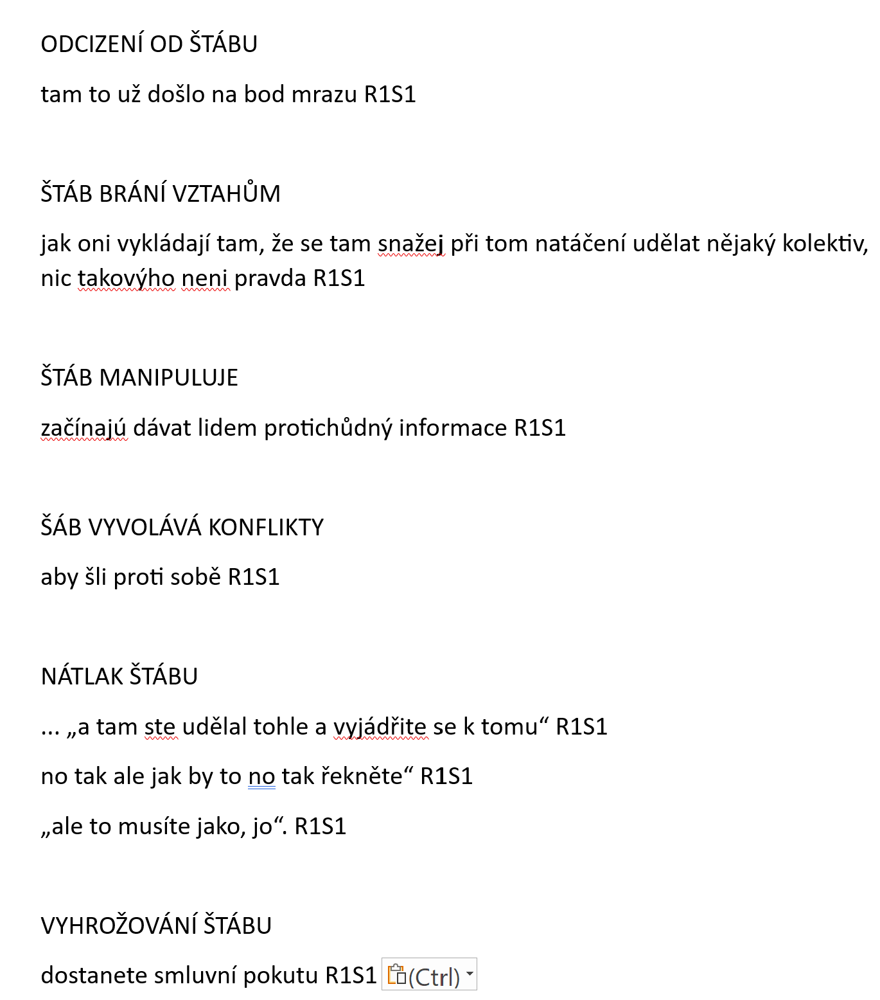 ODCIZENÍ OD ŠTÁBU
tam to už došlo na bod mrazu R1S1
ŠTÁB BRÁNÍ VZTAHŮM
jak oni vykládají tam, že se tam snažej při tom natáčení udělat nějaký kolektiv,
nic takovýho neni pravda R1S1
ŠTÁB MANIPULUJE
začínajú dávat lidem protichůdný informace R1S1
ŠÁB VYVOLÁVÁ KONFLIKTY
aby šli proti sobě R1S1
NÁTLAK ŠTÁBU
... „a tam ste udělal tohle a vyjádřite se k tomu“ R1S1
no tak ale jak by to no tak řekněte“ R1S1
„ale to musíte jako, jo“. R1S1
VYHROŽOVÁNÍ ŠTÁBU
dostanete smluvní pokutu R1S1 (Ctrl)